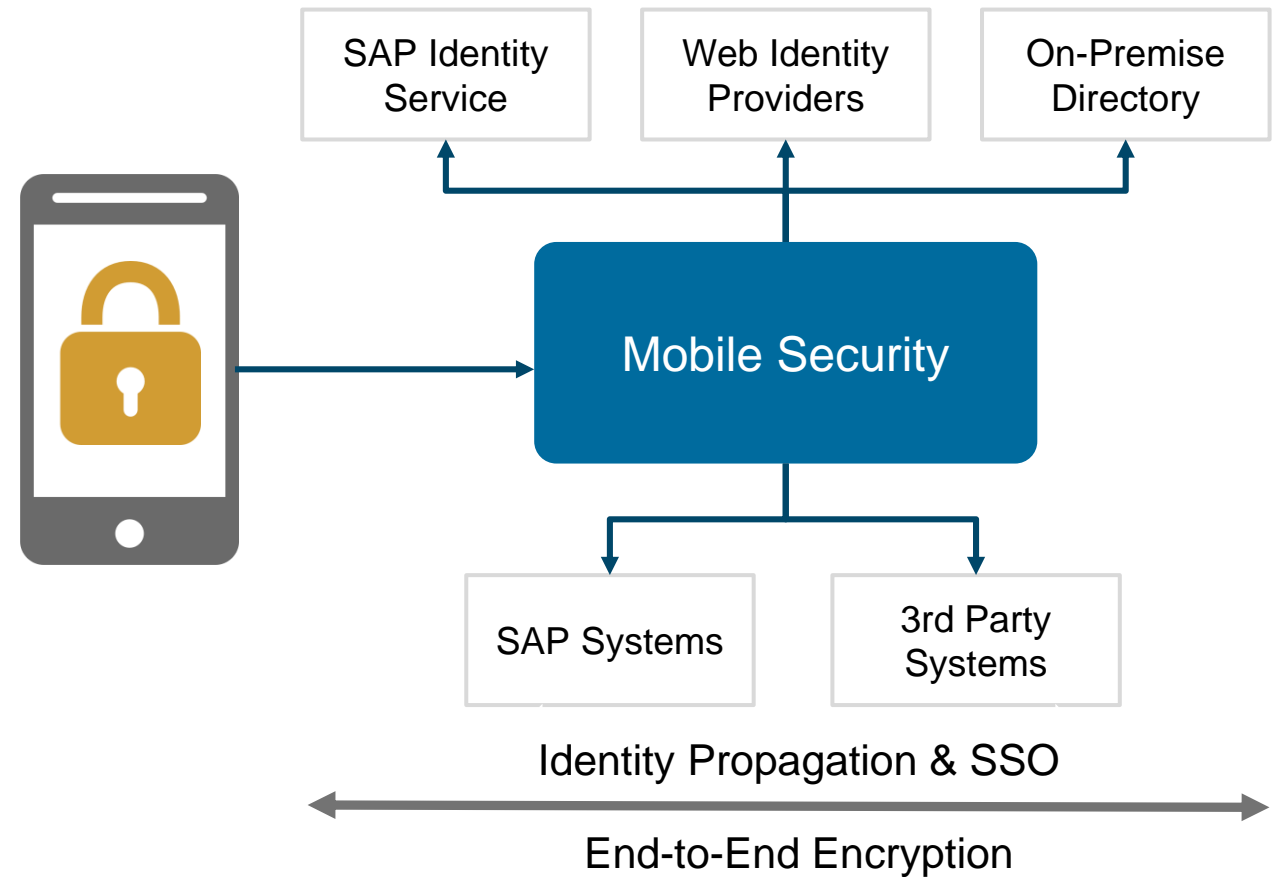 SAP Identity
Service
Web Identity
Providers
On-Premise
Directory
Mobile Security
SAP Systems
3rd Party
Systems
Identity Propagation & SSO
End-to-End Encryption